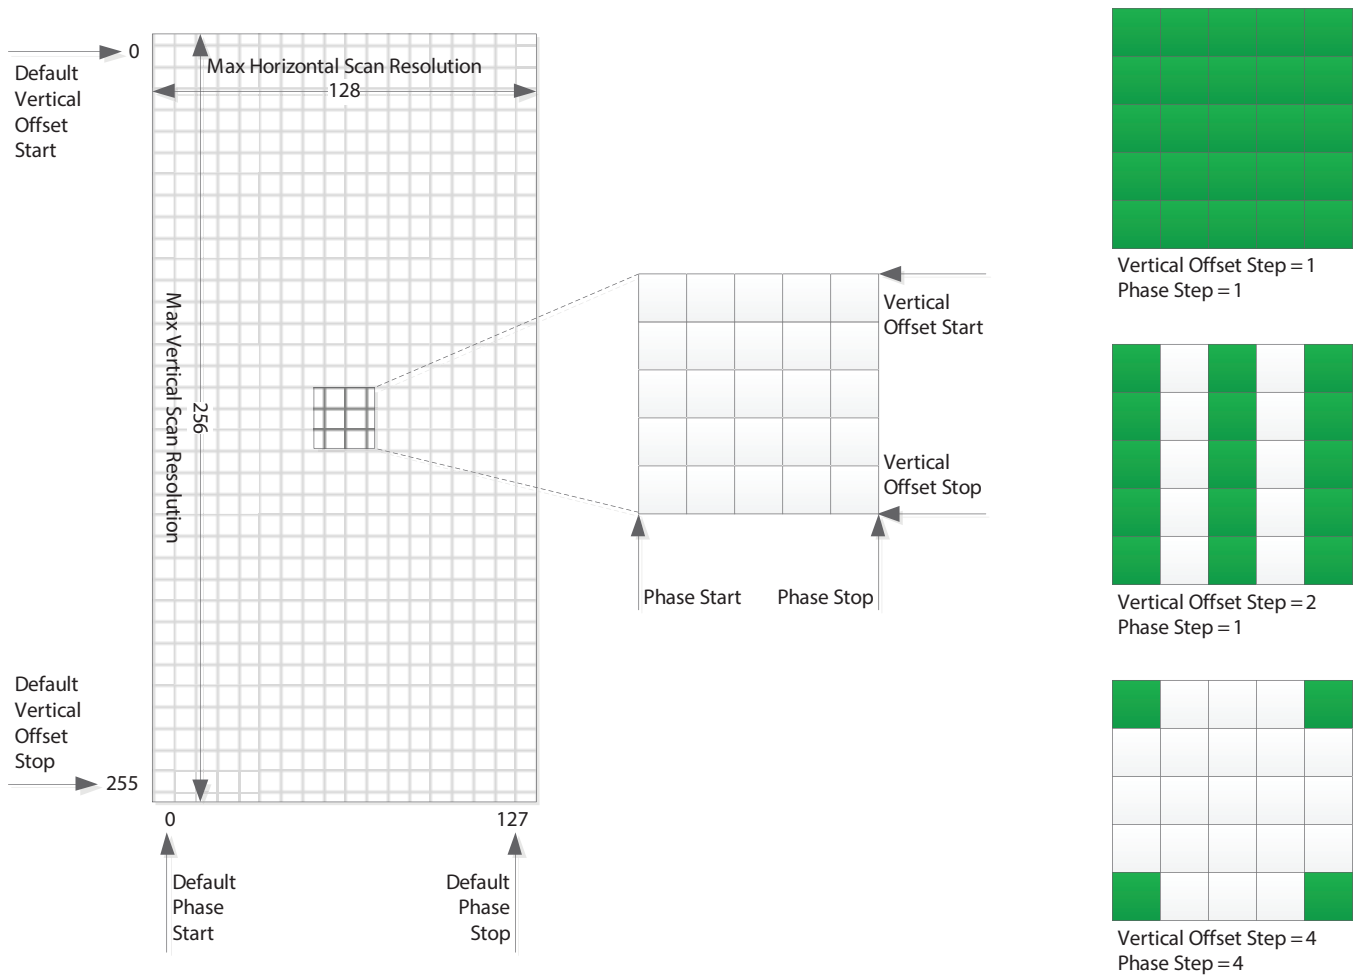 0
Default
Vertical
Offset
Start
Max Horizontal Scan Resolution
128
Max Vertical Scan Resolution
256
Default
Vertical
Offset
Stop
255
0
127
Default
Phase
Start
Default
Phase
Stop
Vertical
Offset Start
Vertical
Offset Stop
Phase Start
Phase Stop
Vertical Offset Step = 1
Phase Step = 1
Vertical Offset Step = 2
Phase Step = 1
Vertical Offset Step = 4
Phase Step = 4